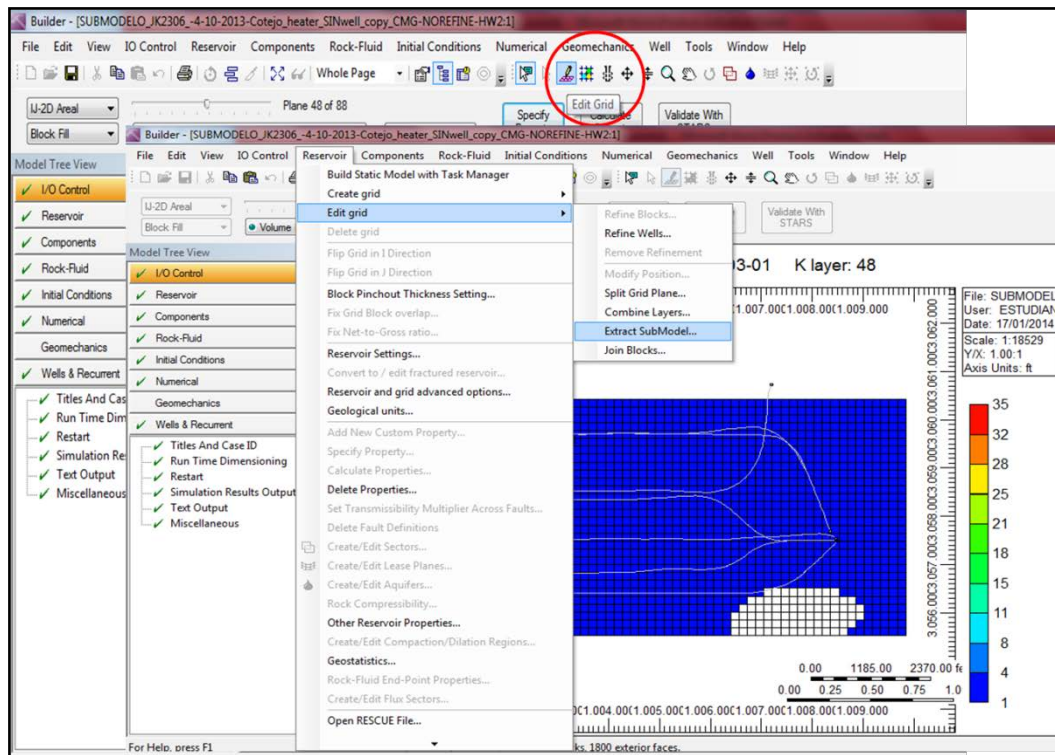 Builder - [SUBMODELO_JK2306_-4-10-2013-Cotejo_heater_SINwell_copy_CMG-NOREFINE-HW2:1]
File Edit View IO Control Reservoir Components Rock-Fluid Initial Conditions Numerical Geomechanics Well Tools Window Help
Whole Page
IJ-2D Areal
Plane 48 of 88
Edit Grid
Specify
Validate With
Block Fill
Builder - [SUBMODELO_JK2306_-4-10-2013-Cotejo_heater_SINwell_copy_CMG-NOREFINE-HW2:1]
File Edit View IO Control Reservoir Components Rock-Fluid Initial Conditions Numerical Geomechanics Well Tools Window Help
Model Tree View
I/O Control
Reservoir
Components
Rock-Fluid
Initial Conditions
Numerical
Geomechanics
Wells & Recurrent
Titles And Cas
Run Time Dim
Restart
Simulation Re
Text Output
Miscellaneous
IJ-2D Areal
Block Fill
Volume
Validate With
STARS
Model Tree View
I/O Control
Reservoir
Components
Rock-Fluid
Initial Conditions
Numerical
Geomechanics
Wells & Recurrent
Titles And Case ID
Run Time Dimensioning
Restart
Simulation Results Output
Text Output
Miscellaneous
For Help, press F1
Build Static Model with Task Manager
Create grid
Edit grid
Delete grid
Flip Grid in I Direction
Flip Grid in J Direction
Block Pinchout Thickness Setting...
Fix Grid Block overlap...
Fix Net-to-Gross ratio...
Reservoir Settings...
Convert to / edit fractured reservoir...
Reservoir and grid advanced options...
Geological units...
Add New Custom Property...
Specify Property...
Calculate Properties...
Delete Properties...
Set Transmissibility Multiplier Across Faults...
Delete Fault Definitions
Create/Edit Sectors...
Create/Edit Lease Planes...
Create/Edit Aquifers...
Rock Compressibility...
Other Reservoir Properties...
Create/Edit Compaction/Dilation Regions...
Geostatistics...
Rock-Fluid End-Point Properties...
Create/Edit Flux Sectors...
Open RESCUE File...
Refine Blocks...
Refine Wells...
Remove Refinement
Modify Position...
Split Grid Plane...
Combine Layers...
Extract SubModel...
Join Blocks...
03-01 K layer: 48
File: SUBMODEL
User: ESTUDIAN
Date: 17/01/2014
Scale: 1:18529
Y/X: 1.00:1
Axis Units: ft
35
32
28
25
21
18
15
11
8
4
1
0.00 1185.00 2370.00 fe
0.00 0.25 0.50 0.75 1.0
ks, 1800 exterior faces.